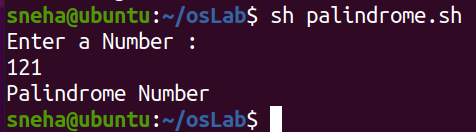 sneha@ubuntu:~/osLab$ sh palindrome.sh
Enter a Number :
121
Palindrome Number
sneha@ubuntu:~/osLab$